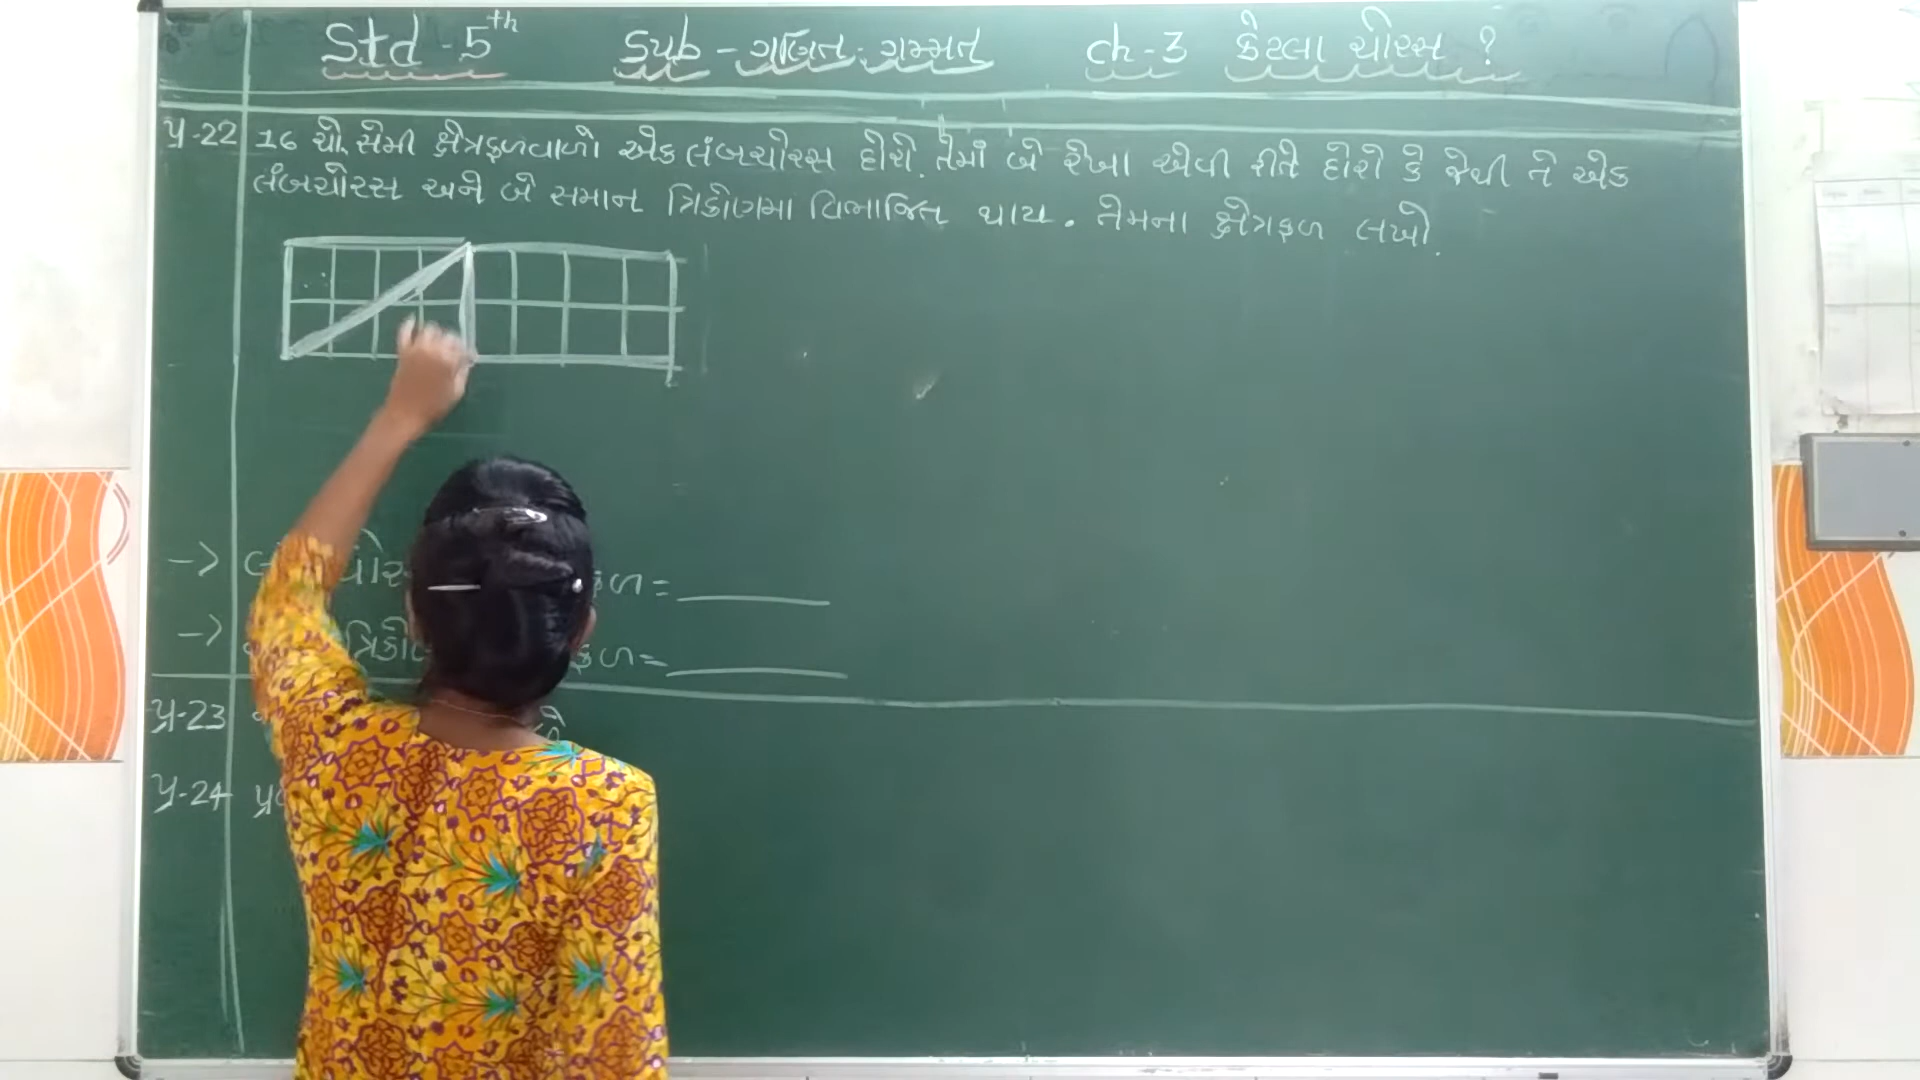 Std - 5th Sub - ગણિત ગમ્મત ch - 3 કેટલા ચોરસ ?
પ્ર-22 16 ચો. સેમી ક્ષેત્રફળવાળો એક લંબચોરસ દોરો. તેમાં બે રેખા એવી રીતે દોરો કે જેથી તે એક
લંબચોરસ અને બે સમાન ત્રિકોણમા વિભાજિત થાય. તેમના ક્ષેત્રફળ લખો.
->
->
પ્ર-23
પ્ર-24